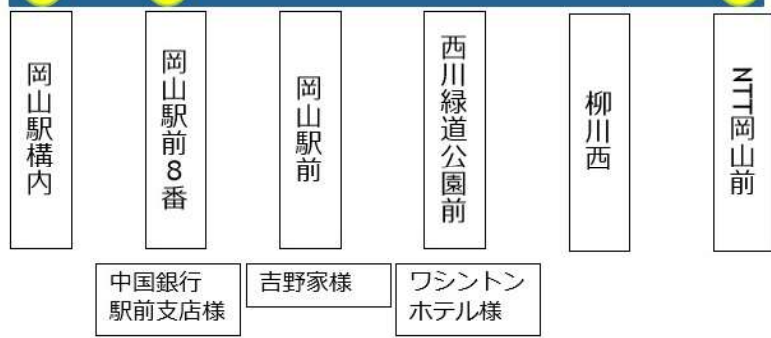 岡山駅構内
岡山駅前8番
岡山駅前
西川緑道公園前
柳川西
NTT岡山前
中国銀行
駅前支店様
吉野家様
ワシントン
ホテル様